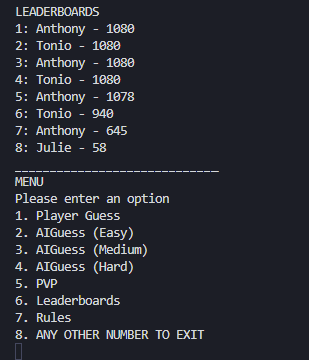 LEADERBOARDS
1: Anthony - 1080
2: Tonio - 1080
3: Anthony - 1080
4: Tonio - 1080
5: Anthony - 1078
6: Tonio - 940
7: Anthony - 645
8: Julie - 58
_____________________________
MENU
Please enter an option
1. Player Guess
2. AIGuess (Easy)
3. AIGuess (Medium)
4. AIGuess (Hard)
5. PVP
6. Leaderboards
7. Rules
8. ANY OTHER NUMBER TO EXIT